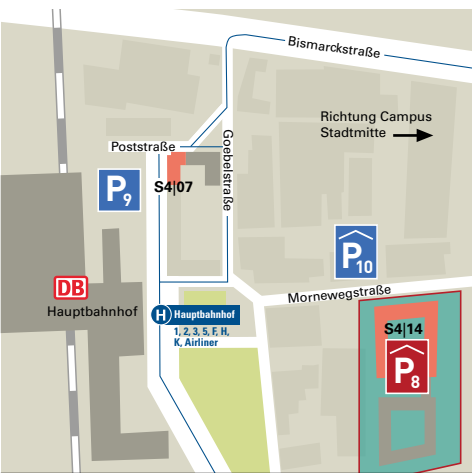 Bismarckstraße
Richtung Campus
Stadtmitte
Poststraße
Goebelstraße
P9
S4|07
P10
DB
Hauptbahnhof
Mornewegstraße
H Hauptbahnhof
1, 2, 3, 5, F, H,
K, Airliner
S4|14
P8